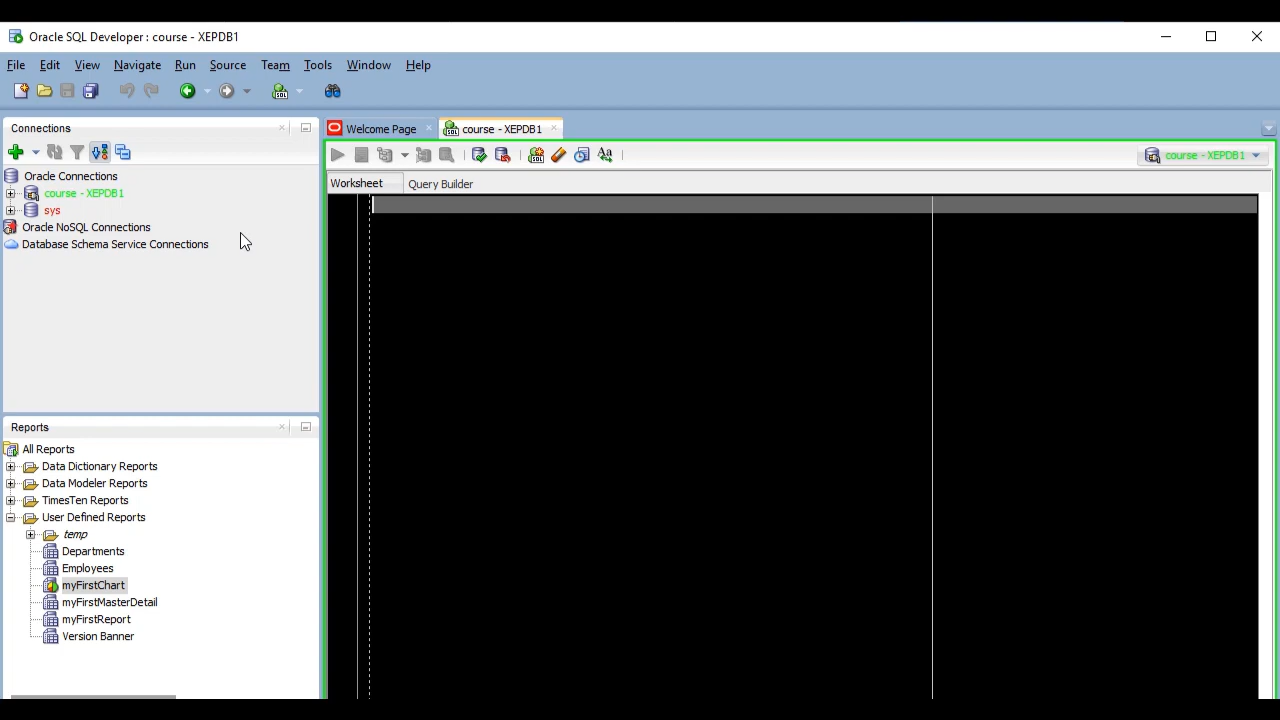 Oracle SQL Developer : course - XEPDB1
File Edit View Navigate Run Source Team Tools Window Help
Connections
Oracle Connections
course - XEPDB1
sys
Oracle NoSQL Connections
Database Schema Service Connections
Reports
All Reports
Data Dictionary Reports
Data Modeler Reports
TimesTen Reports
User Defined Reports
temp
Departments
Employees
myFirstChart
myFirstMasterDetail
myFirstReport
Version Banner
Welcome Page course - XEPDB1
Aa course - XEPDB1
Worksheet Query Builder